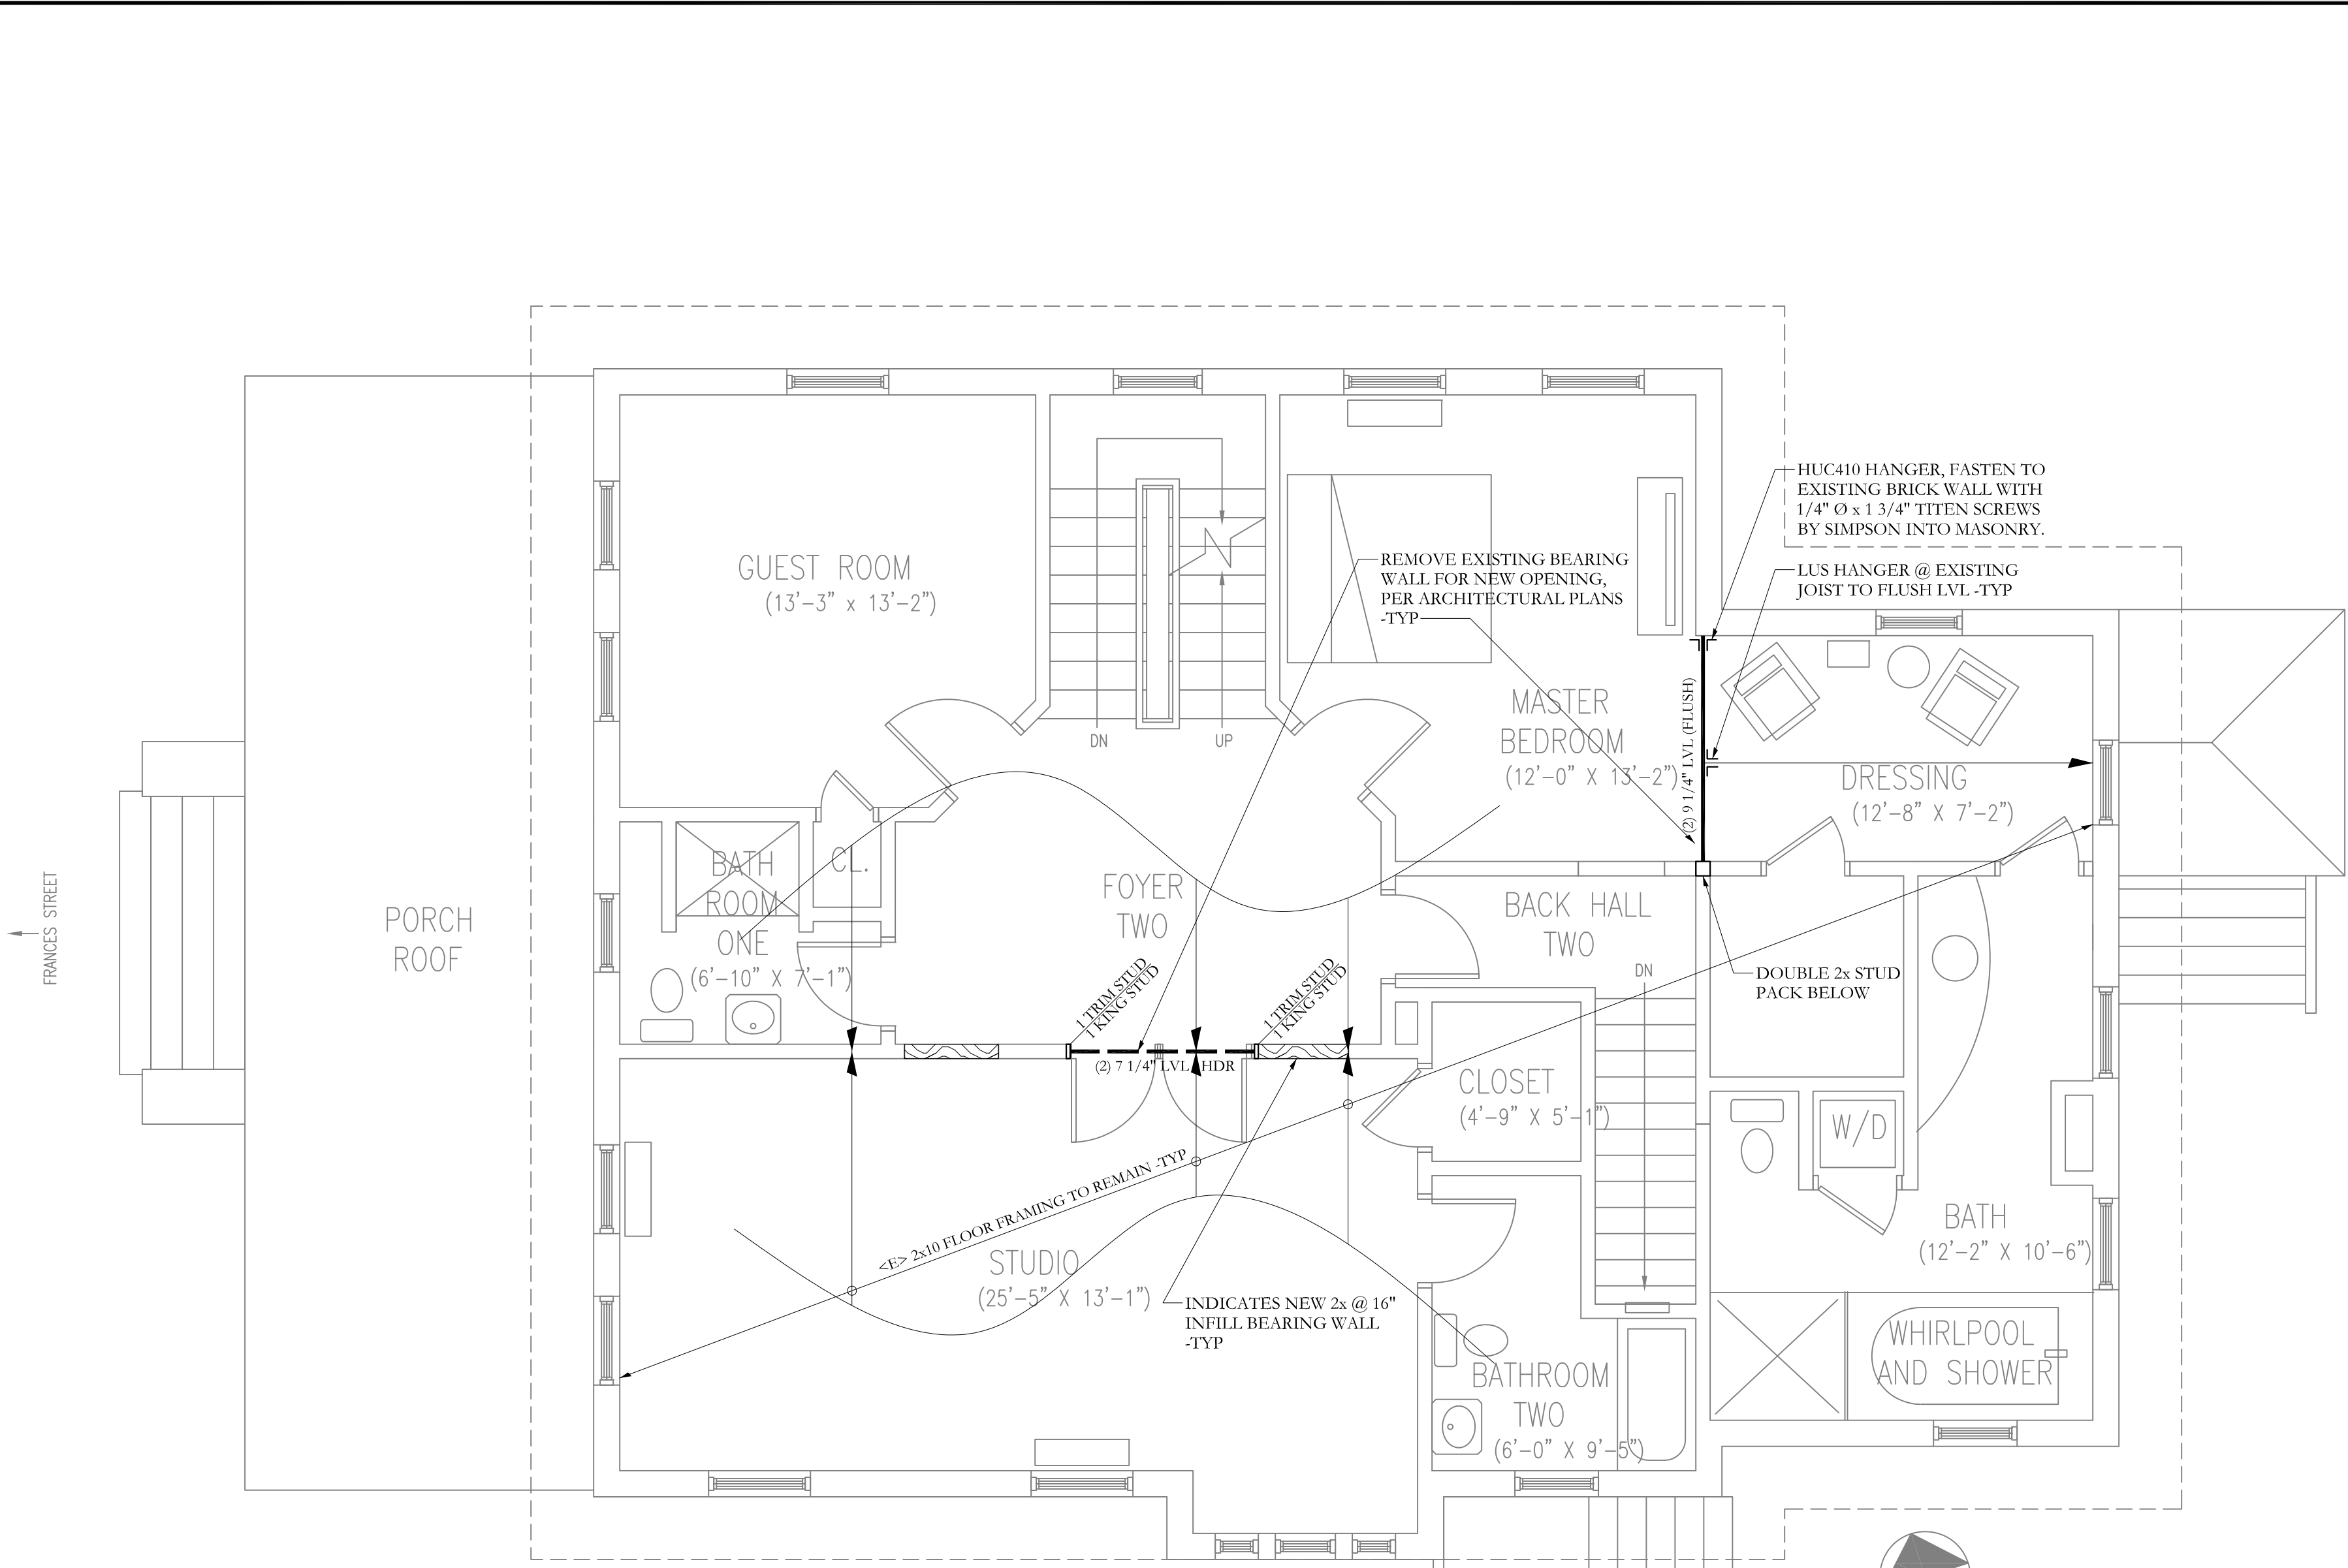 HUC410 HANGER, FASTEN TO
EXISTING BRICK WALL WITH
1/4" Ø x 1 3/4" TITEN SCREWS
BY SIMPSON INTO MASONRY.
LUS HANGER @ EXISTING
JOIST TO FLUSH LVL -TYP
REMOVE EXISTING BEARING
WALL FOR NEW OPENING,
PER ARCHITECTURAL PLANS
-TYP
GUEST ROOM
(13'-3" x 13'-2")
DN
UP
MASTER
BEDROOM
(12'-0" X 13'-2")
(2) 9 1/4" LVL (FLUSH)
DRESSING
(12'-8" X 7'-2")
FRANCES STREET
PORCH
ROOF
BATH
ROOM
ONE
(6'-10" X 7'-1")
CL.
FOYER
TWO
BACK HALL
TWO
DN
DOUBLE 2x STUD
PACK BELOW
1 TRIM STUD
1 KING STUD
1 TRIM STUD
1 KING STUD
(2) 7 1/4" LVL HDR
CLOSET
(4'-9" X 5'-1")
W/D
<E> 2x10 FLOOR FRAMING TO REMAIN -TYP
STUDIO
(25'-5" X 13'-1")
INDICATES NEW 2x @ 16"
INFILL BEARING WALL
-TYP
BATH
(12'-2" X 10'-6")
WHIRLPOOL
AND SHOWER
BATHROOM
TWO
(6'-0" X 9'-5")